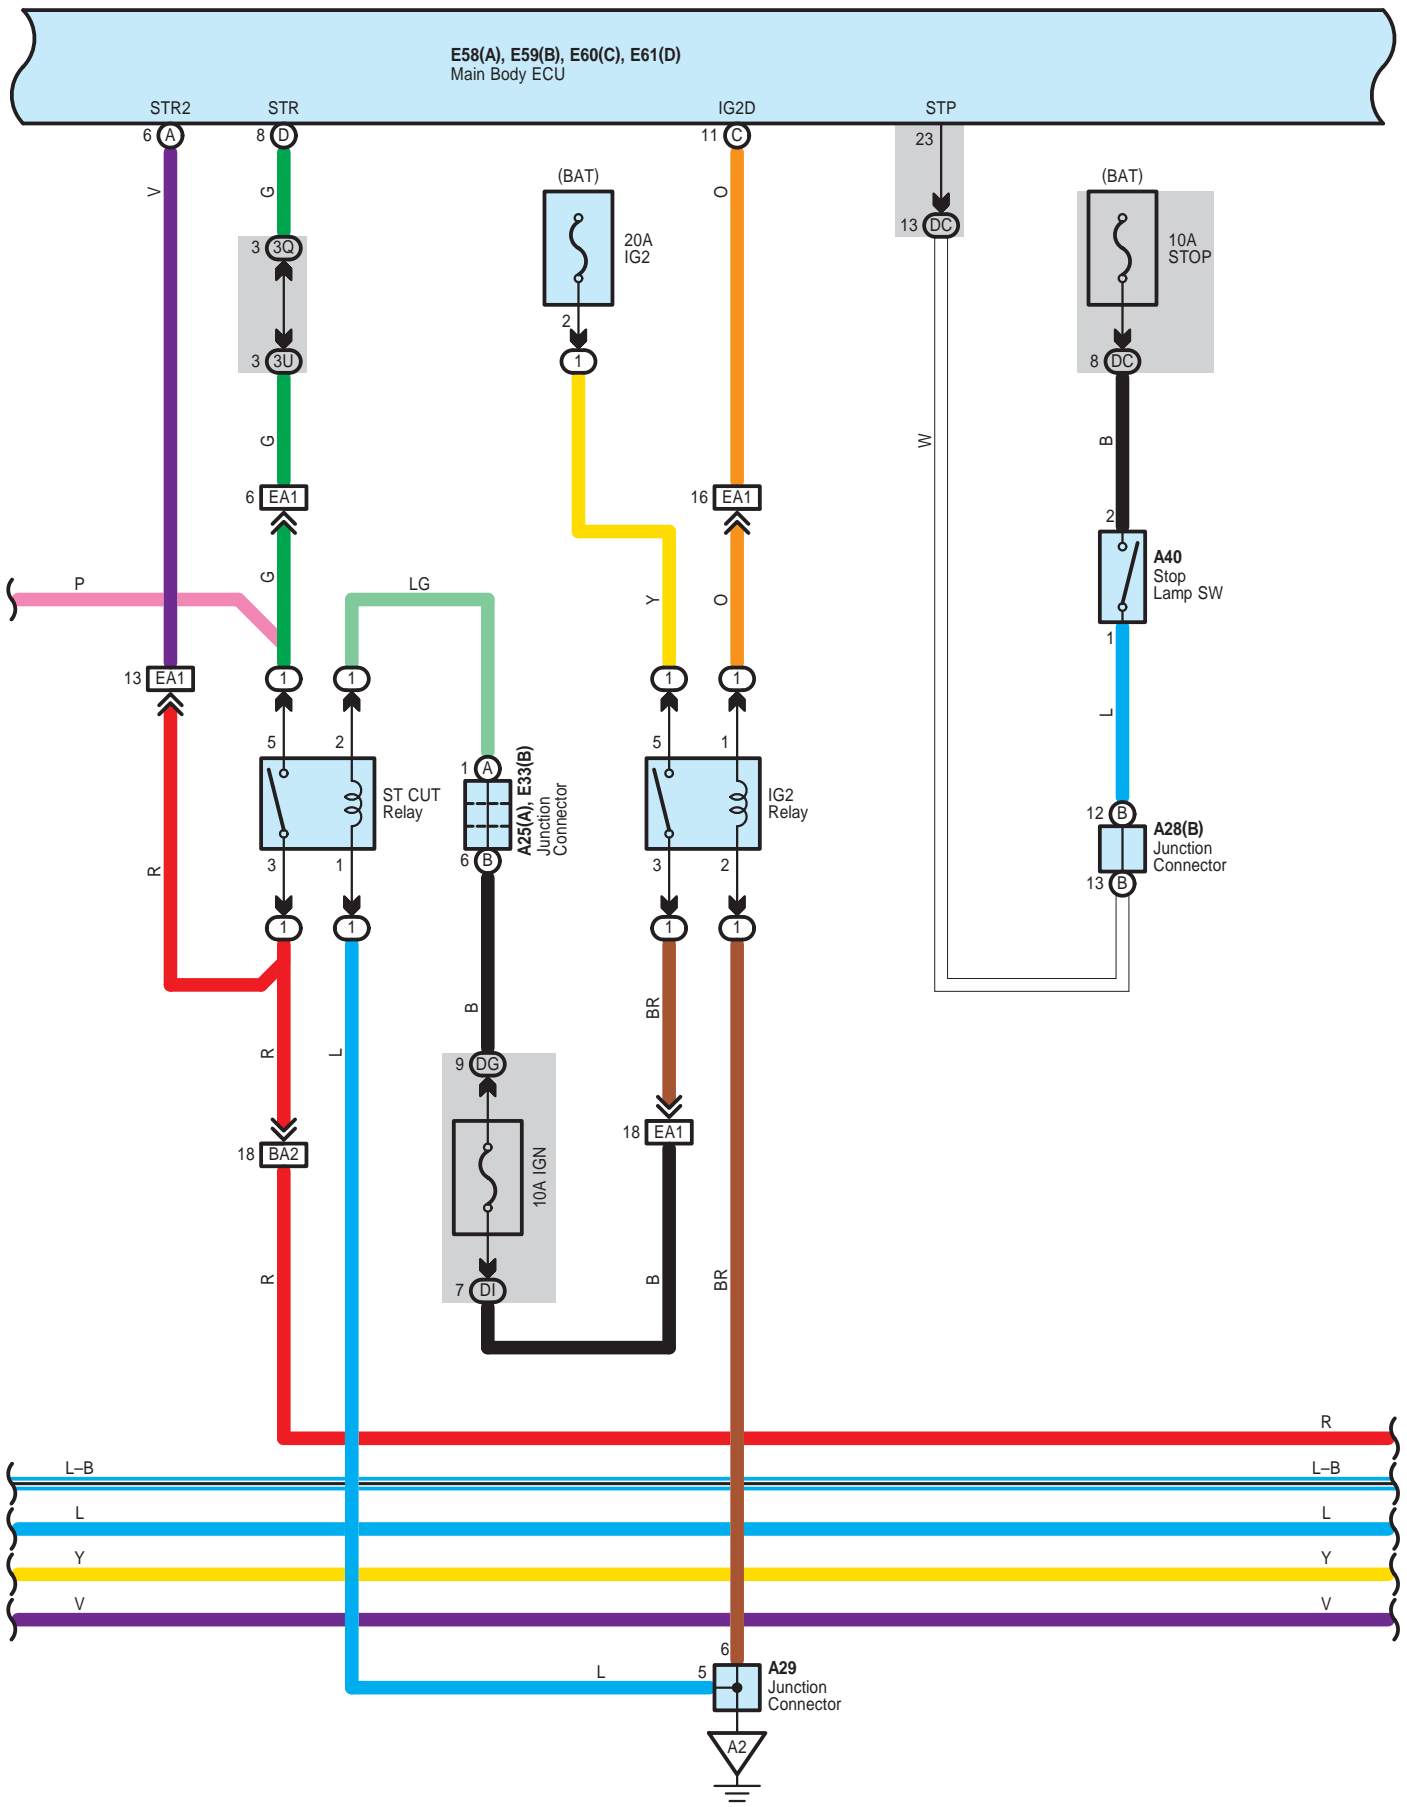 E58(A), E59(B), E60(C), E61(D)
Main Body ECU
STR2 STR IG2D STP
6 A 8 D 11 C 23
(BAT) (BAT)
V G O
13 DC
3 3Q
20A
IG2
10A
STOP
2
3 3U 1 8 DC
G W B
6 EA1 16 EA1
2
A40
Stop
Lamp SW
P G LG Y O
1
13 EA1 1 1 1 1
L
5 2 5 1
1 A
ST CUT
Relay
A25(A), E33(B)
Junction
Connector
IG2
Relay
12 B
A28(B)
Junction
Connector
3 1 6 B 3 2
R
13 B
1 1 1 1
B BR
R L
9 DG
18 EA1
18 BA2
10A IGN
R B BR
7 DI
R
L–B L–B
L L
Y Y
V V
6
L 5
A29
Junction
Connector
A2